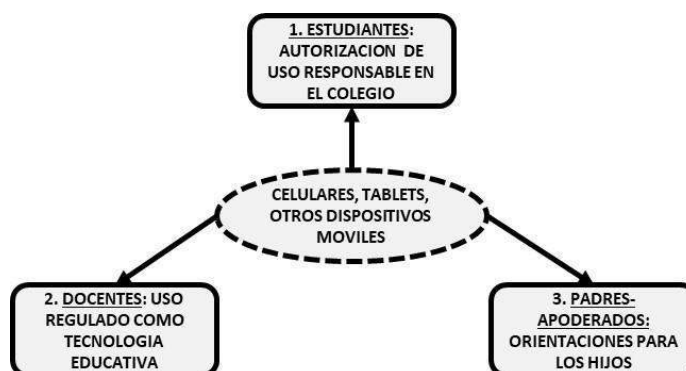 1. ESTUDIANTES:
AUTORIZACION DE
USO RESPONSABLE EN
EL COLEGIO
CELULARES, TABLETS,
OTROS DISPOSITIVOS
MOVILES
2. DOCENTES: USO
REGULADO COMO
TECNOLOGIA
EDUCATIVA
3. PADRES-
APODERADOS:
ORIENTACIONES PARA
LOS HIJOS